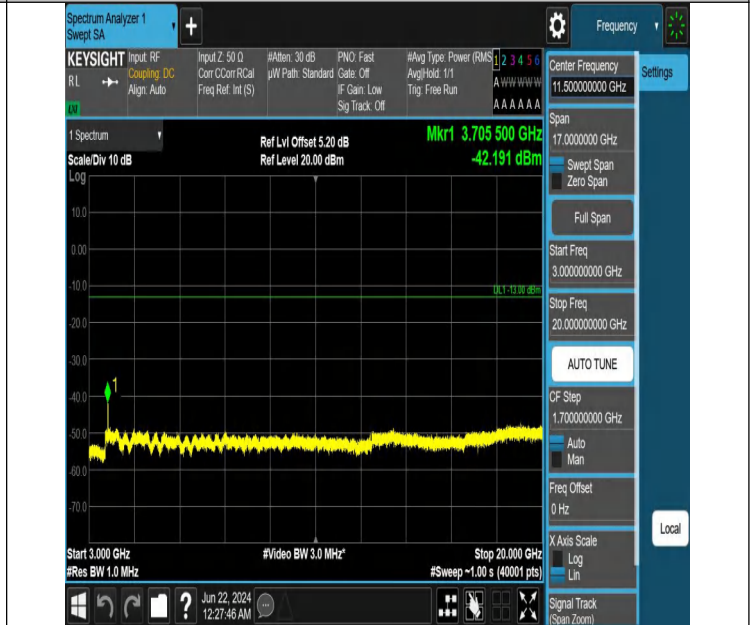 Spectrum Analyzer 1
Swept SA
Frequency
KEYSIGHT
RL
LXI
Input: RF
Coupling: DC
Align: Auto
Input Z: 50 Ω
Corr CCorr RCal
Freq Ref: Int (S)
#Atten: 30 dB
µW Path: Standard
PNO: Fast
Gate: Off
IF Gain: Low
Sig Track: Off
#Avg Type: Power (RMS
Avg|Hold: 1/1
Trig: Free Run
1 2 3 4 5 6
A W W W W W
A A A A A A
1 Spectrum
Scale/Div 10 dB
Log
Ref Lvl Offset 5.20 dB
Ref Level 20.00 dBm
Mkr1 3.705 500 GHz
-42.191 dBm
10.0
0.00
-10.0
DL1 -13.00 dBm
-20.0
-30.0
1
-40.0
-50.0
-60.0
-70.0
Start 3.000 GHz
#Res BW 1.0 MHz
#Video BW 3.0 MHz*
Stop 20.000 GHz
#Sweep ~1.00 s (40001 pts)
Center Frequency
11.500000000 GHz
Settings
Span
17.0000000 GHz
Swept Span
Zero Span
Full Span
Start Freq
3.000000000 GHz
Stop Freq
20.000000000 GHz
AUTO TUNE
CF Step
1.700000000 GHz
Auto
Man
Freq Offset
0 Hz
X Axis Scale
Log
Lin
Signal Track
(Span Zoom)
Local
?
Jun 22, 2024
12:27:46 AM